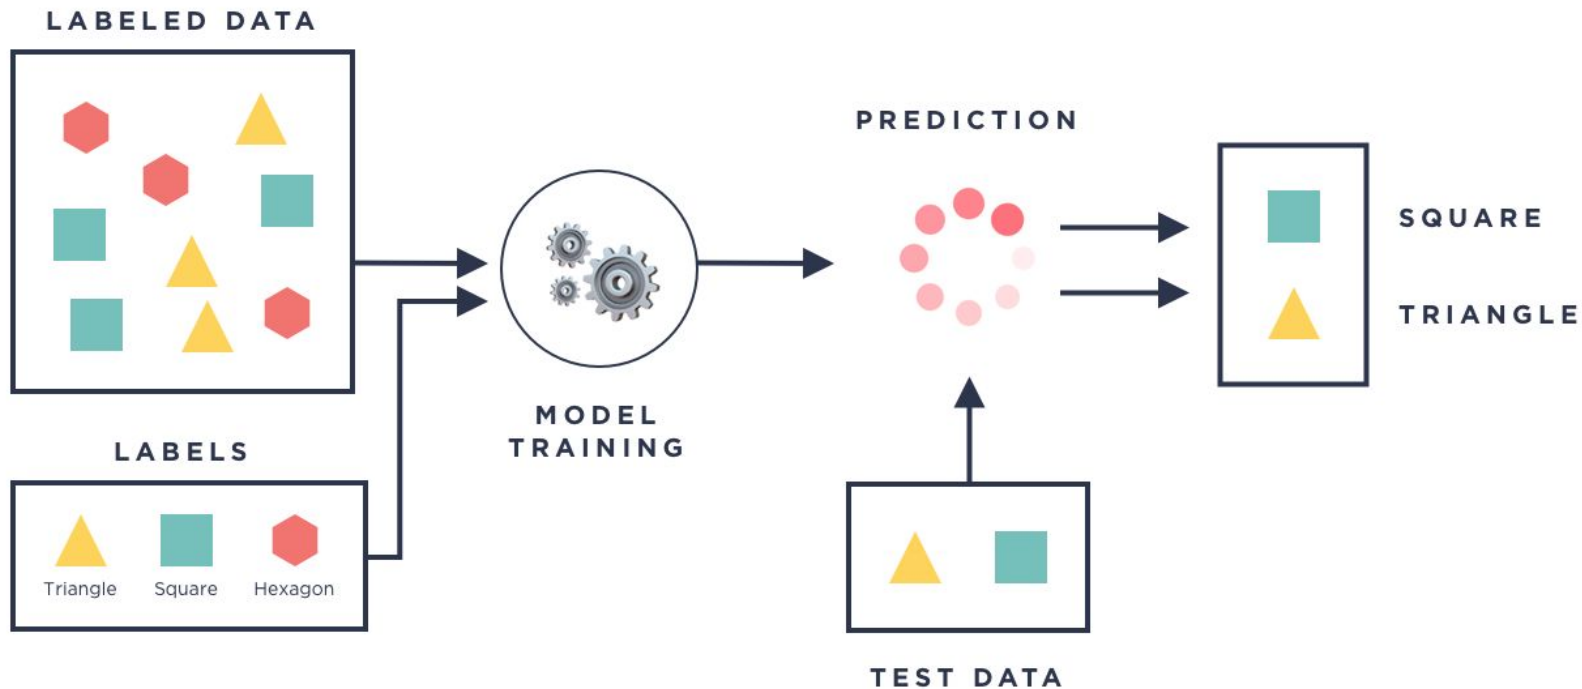 LABELED DATA
LABELS
Triangle
Square
Hexagon
MODEL
TRAINING
PREDICTION
TEST DATA
SQUARE
TRIANGLE